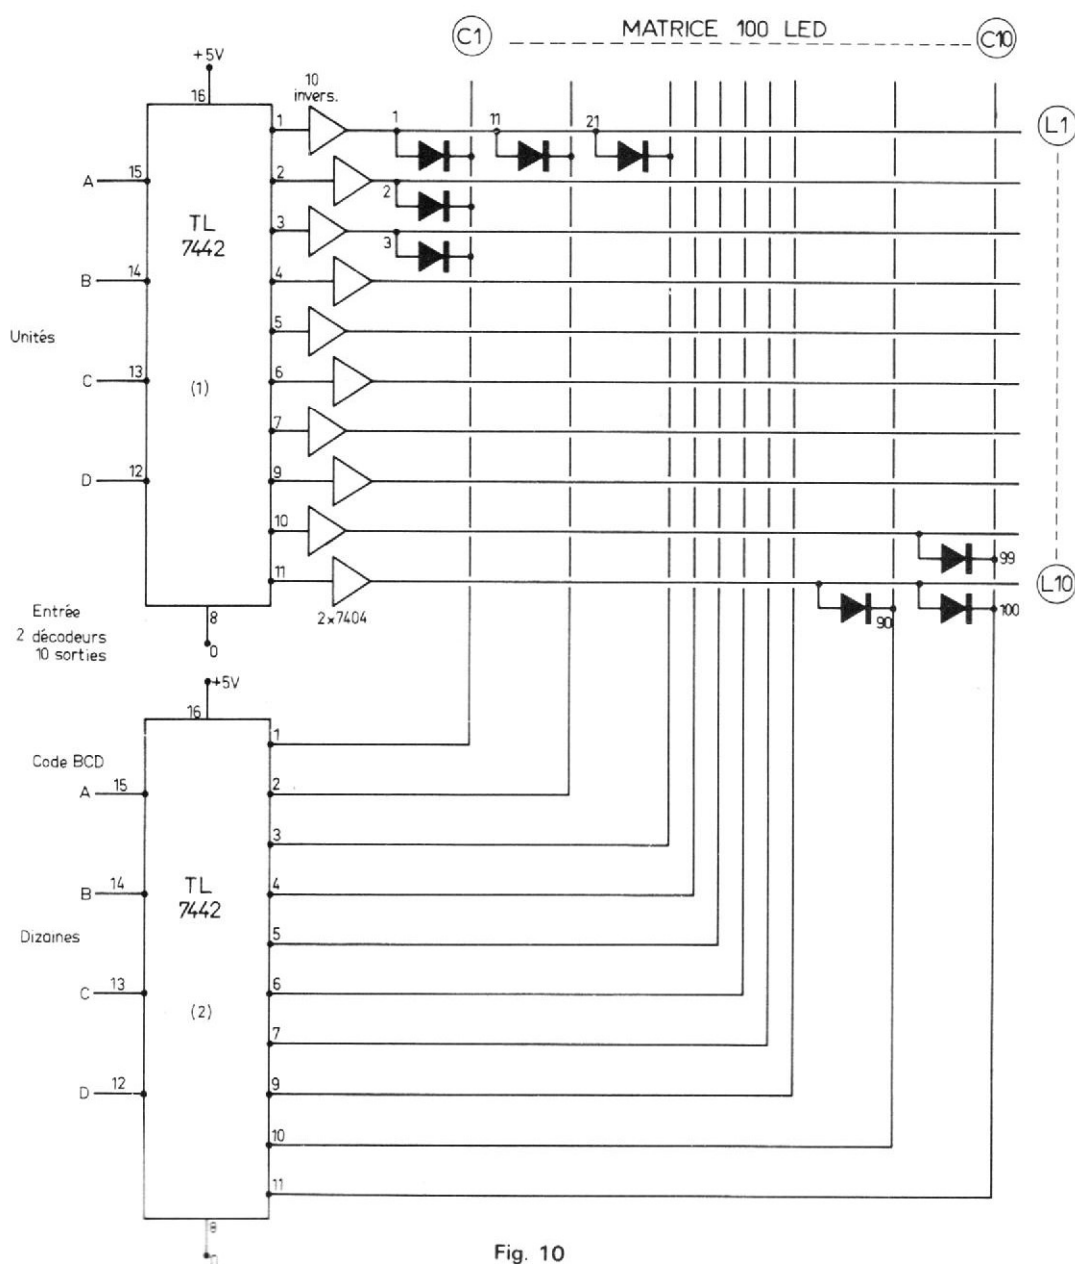 C1
MATRICE 100 LED
C10
+5V
16
10
invers.
1
1
11
21
L1
15
A
2
2
TL
7442
3
3
14
B
4
5
Unités
13
C
6
(1)
7
12
D
9
10
99
11
L10
8
2x7404
90
100
Entrée
2 décodeurs
10 sorties
0
+5V
16
1
Code BCD
15
A
2
3
TL
7442
14
B
4
Dizaines
5
13
C
6
(2)
7
12
D
9
10
11
8
0
Fig. 10